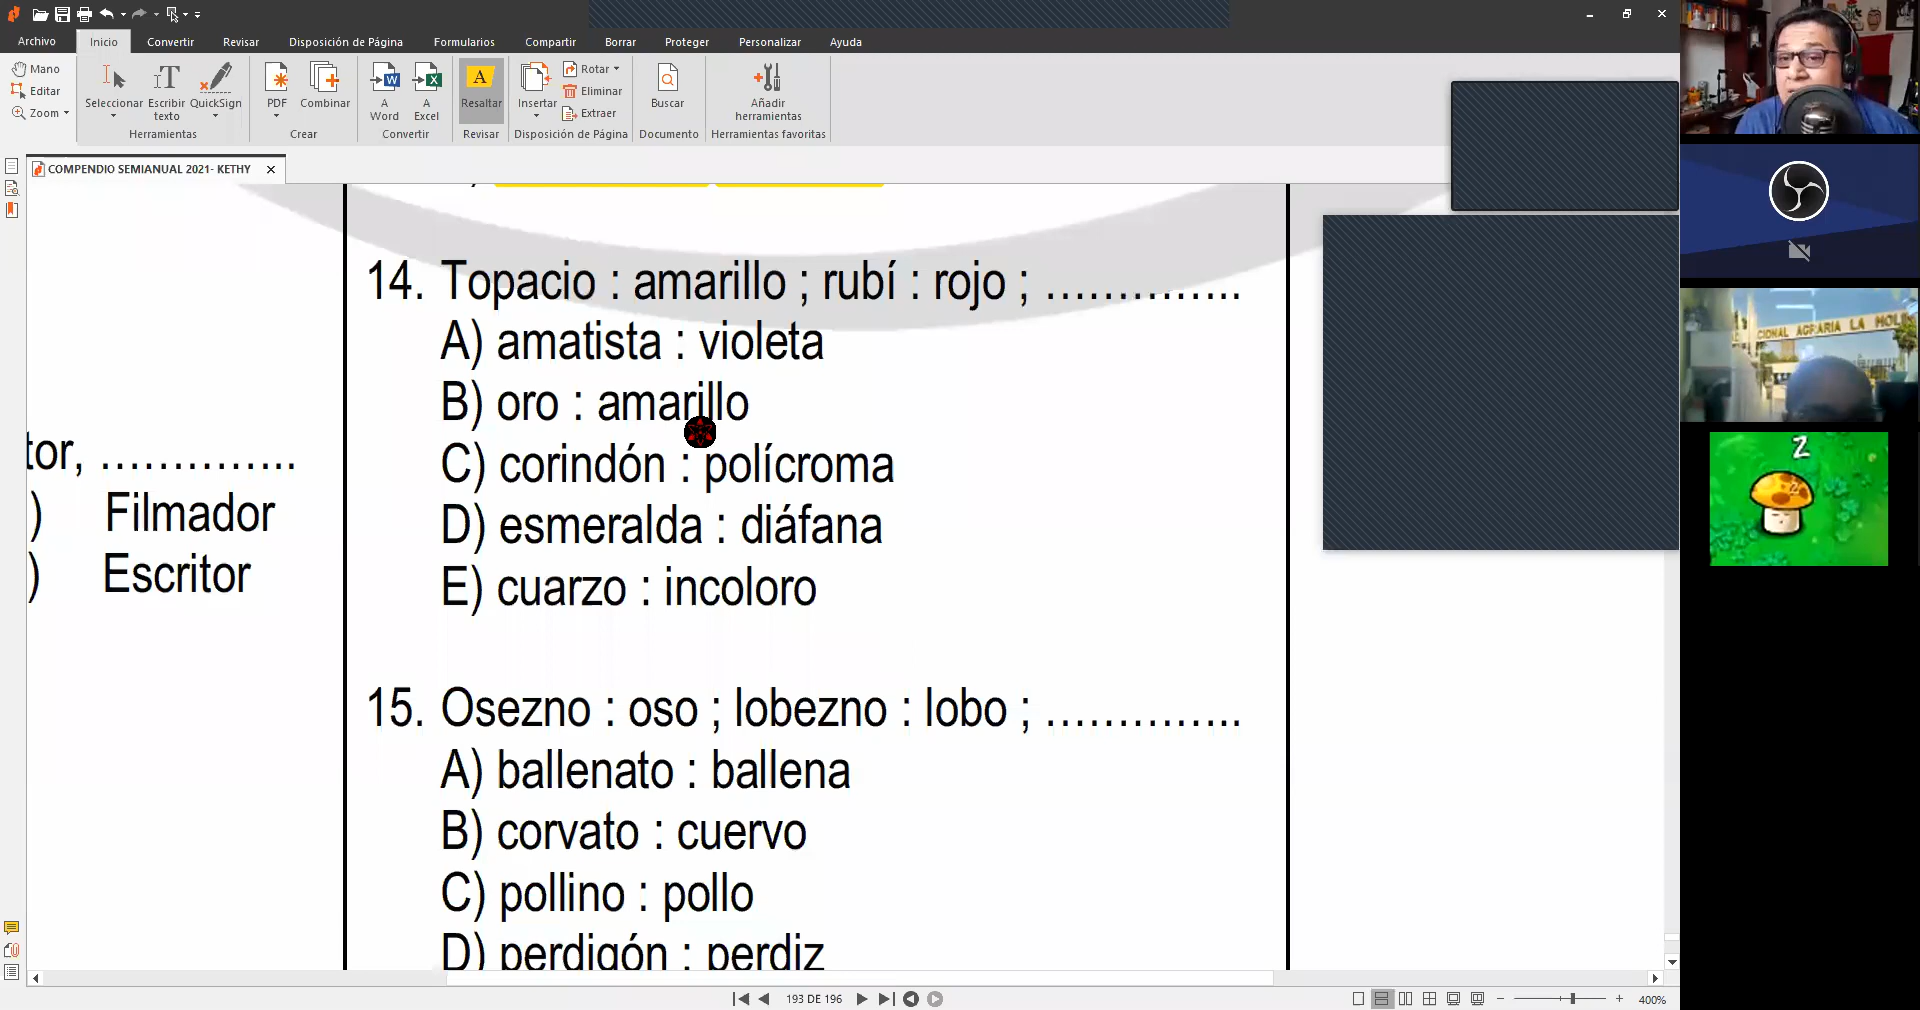 Archivo Inicio Convertir Revisar Disposición de Página Formularios Compartir Borrar Proteger Personalizar Ayuda
Mano
Editar
Zoom
Seleccionar
Escribir texto
QuickSign
Herramientas
PDF
Combinar
Crear
A Word
A Excel
Convertir
A
Resaltar
Revisar
Insertar
Rotar
Eliminar
Extraer
Disposición de Página
Buscar
Documento
Añadir herramientas
Herramientas favoritas
COMPENDIO SEMIANUAL 2021- KETHY
tor, …………..
) Filmador
) Escritor
14. Topacio : amarillo ; rubí : rojo ; …………..
A) amatista : violeta
B) oro : amarillo
C) corindón : polícroma
D) esmeralda : diáfana
E) cuarzo : incoloro
15. Osezno : oso ; lobezno : lobo ; …………..
A) ballenato : ballena
B) corvato : cuervo
C) pollino : pollo
D) perdigón : perdiz
193 DE 196
400%
CIONAL AGRARIA LA MOLI
Z